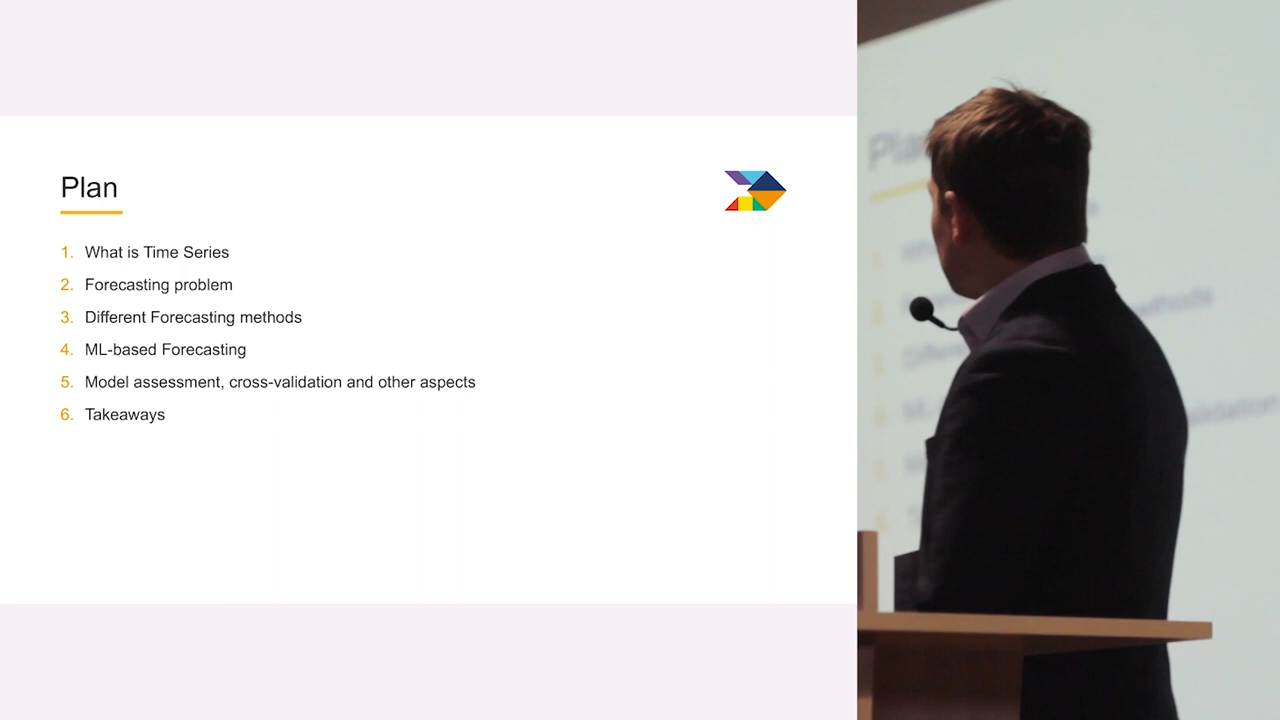 Plan
1. What is Time Series
2. Forecasting problem
3. Different Forecasting methods
4. ML-based Forecasting
5. Model assessment, cross-validation and other aspects
6. Takeaways